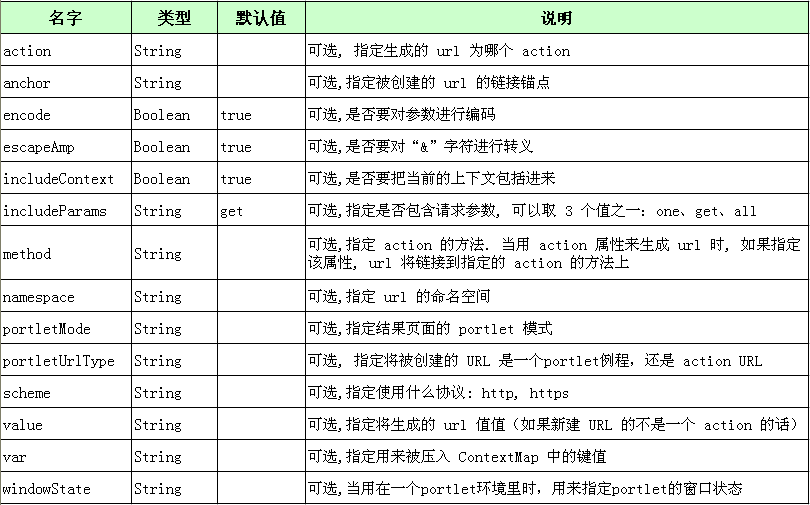 名字 类型 默认值 说明
action String 可选, 指定生成的 url 为哪个 action
anchor String 可选,指定被创建的 url 的链接锚点
encode Boolean true 可选,是否要对参数进行编码
escapeAmp Boolean true 可选,是否要对“&”字符进行转义
includeContext Boolean true 可选,是否要把当前的上下文包括进来
includeParams String get 可选,指定是否包含请求参数, 可以取 3 个值之一: one、get、all
method String 可选,指定 action 的方法. 当用 action 属性来生成 url 时, 如果指定
该属性, url 将链接到指定的 action 的方法上
namespace String 可选,指定 url 的命名空间
portletMode String 可选,指定结果页面的 portlet 模式
portletUrlType String 可选, 指定将被创建的 URL 是一个portlet例程，还是 action URL
scheme String 可选,指定使用什么协议: http, https
value String 可选,指定将生成的 url 值值（如果新建 URL 的不是一个 action 的话）
var String 可选,指定用来被压入 ContextMap 中的键值
windowState String 可选,当用在一个portlet环境里时，用来指定portlet的窗口状态